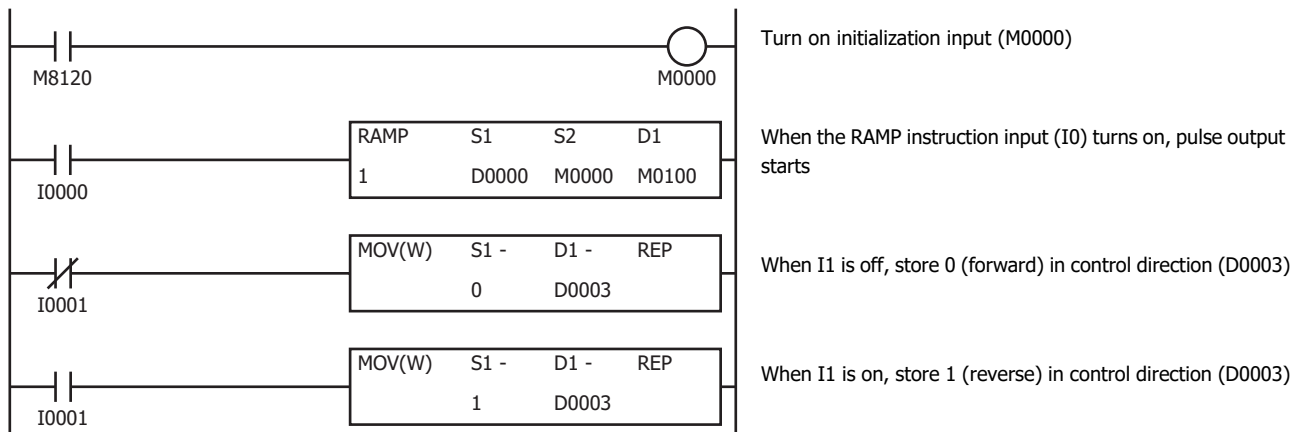 M8120
M0000
Turn on initialization input (M0000)
I0000
RAMP S1 S2 D1
1 D0000 M0000 M0100
When the RAMP instruction input (I0) turns on, pulse output
starts
I0001
MOV(W) S1 - D1 - REP
0 D0003
When I1 is off, store 0 (forward) in control direction (D0003)
I0001
MOV(W) S1 - D1 - REP
1 D0003
When I1 is on, store 1 (reverse) in control direction (D0003)